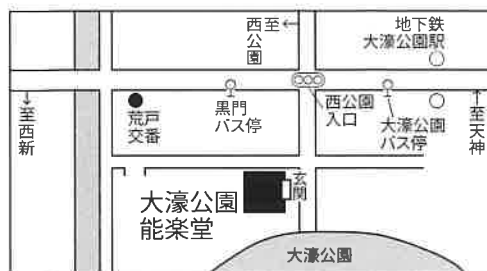 西至←
公
園
地下鉄
大濠公園駅
←至西新
荒戸
交番
黒門
バス停
西公園
入口
大濠公園
バス停
←至天神
大濠公園
能楽堂
玄関
大濠公園